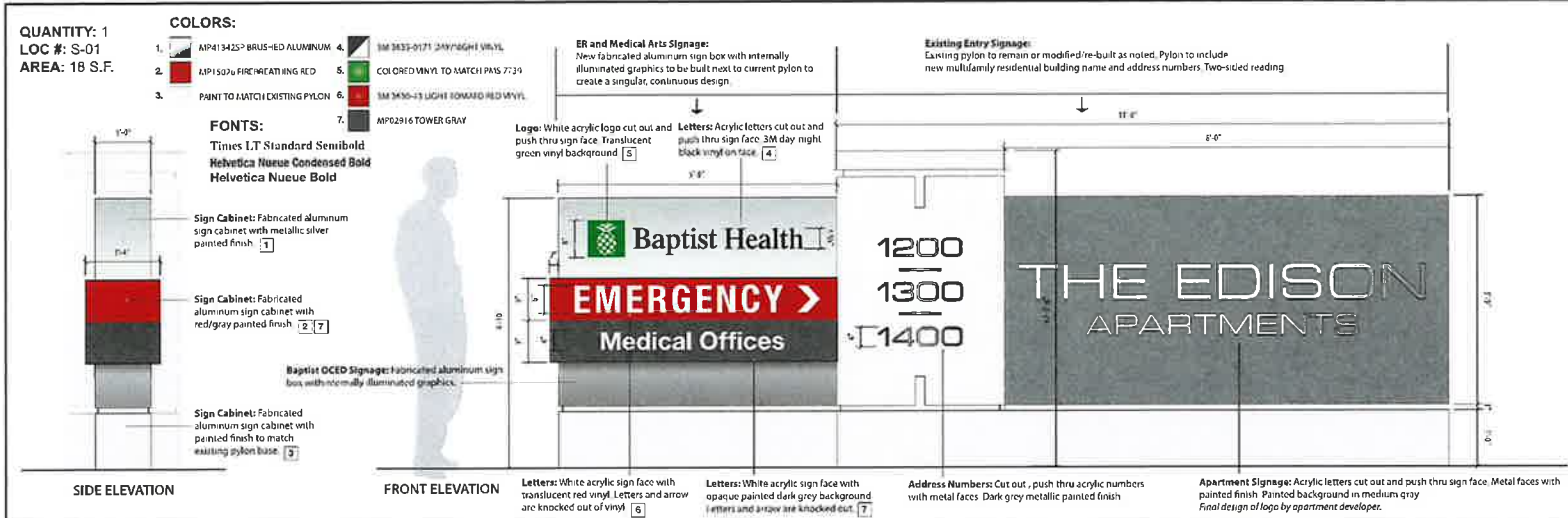 QUANTITY: 1
LOC #: S-01
AREA: 18 S.F.
COLORS:
1. MP41342SP BRUSHED ALUMINUM
2. FIREBREATHING RED
3. PAINT TO MATCH EXISTING PYLON
4. DAY/NIGHT VINYL
5. COLORED VINYL TO MATCH PMS
6. RED VINYL
7. MP02916 TOWER GRAY
FONTS:
Times LT Standard Semibold
Helvetica Nueue Condensed Bold
Helvetica Nueue Bold
Sign Cabinet: Fabricated aluminum
sign cabinet with metallic silver
painted finish. 1
Sign Cabinet: Fabricated
aluminum sign cabinet with
red/gray painted finish 2 7
Sign Cabinet: Fabricated
aluminum sign cabinet with
painted finish to match
existing pylon base. 3
SIDE ELEVATION
FRONT ELEVATION
ER and Medical Arts Signage:
New fabricated aluminum sign box with internally
illuminated graphics to be built next to current pylon to
create a singular, continuous design.
Existing Entry Signage:
Existing pylon to remain or modified/re-built as noted. Pylon to include
new multifamily residential building name and address numbers. Two-sided reading
Logo: White acrylic logo cut out and
push thru sign face. Translucent
green vinyl background 5
Letters: Acrylic letters cut out and
push thru sign face. 3M day night
black vinyl on face. 4
Baptist Health
EMERGENCY
Medical Offices
1200
1300
1400
THE EDISON
APARTMENTS
Baptist OCED Signage: Fabricated aluminum sign
box with internally illuminated graphics.
Letters: White acrylic sign face with
translucent red vinyl. Letters and arrow
are knocked out of vinyl 6
Letters: White acrylic sign face with
opaque painted dark grey background
Letters and arrow are knocked out. 7
Address Numbers: Cut out, push thru acrylic numbers
with metal faces. Dark grey metallic painted finish
Apartment Signage: Acrylic letters cut out and push thru sign face. Metal faces with
painted finish. Painted background in medium gray
Final design of logo by apartment developer.